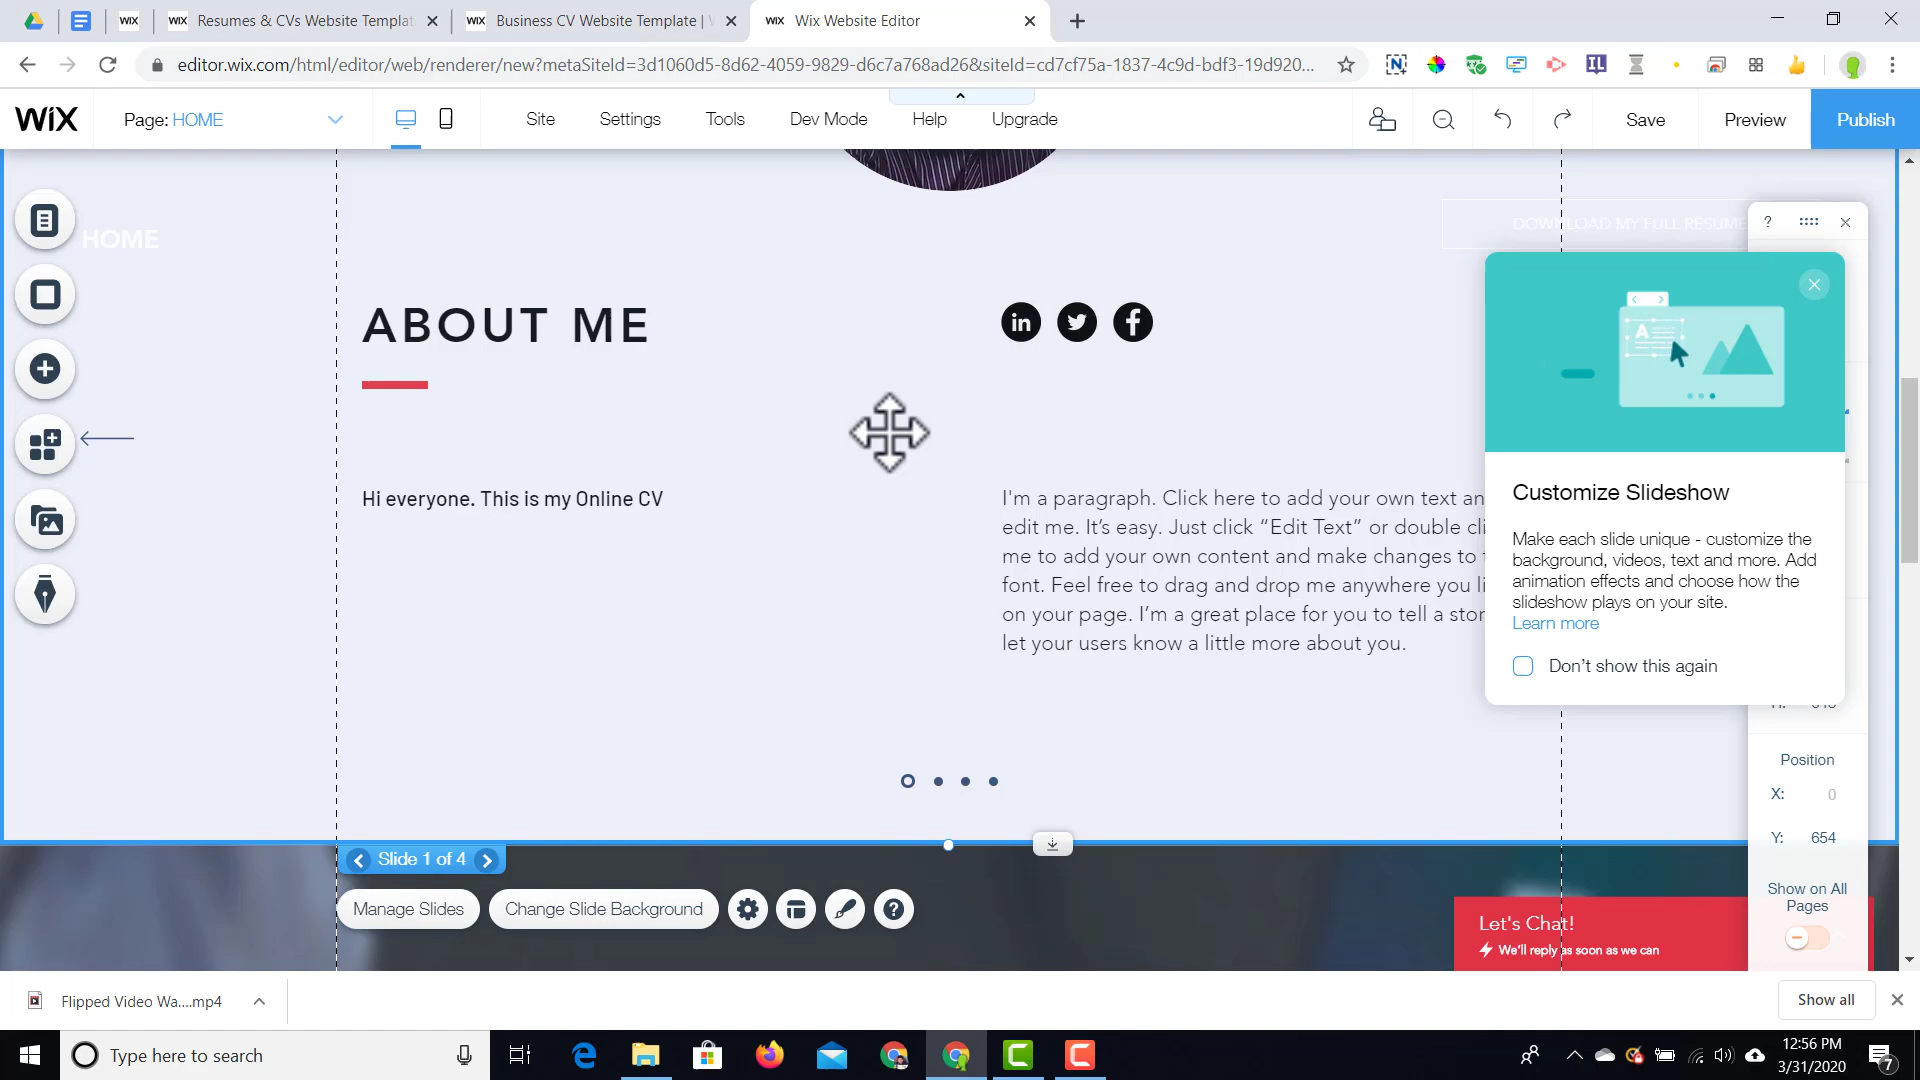 WIX
Resumes & CVs Website Templat
WIX
Business CV Website Template |
WIX
Wix Website Editor
editor.wix.com/html/editor/web/renderer/new?metaSiteId=3d1060d5-8d62-4059-9829-d6c7a768ad26&siteId=cd7cf75a-1837-4c9d-bdf3-19d920...
WIX
Page: HOME
Site
Settings
Tools
Dev Mode
Help
Upgrade
Save
Preview
Publish
HOME
DOWNLOAD MY FULL RESUME
?
ABOUT ME
in
A
Hi everyone. This is my Online CV
I'm a paragraph. Click here to add your own text an
edit me. It's easy. Just click “Edit Text” or double cli
me to add your own content and make changes to t
font. Feel free to drag and drop me anywhere you li
on your page. I'm a great place for you to tell a stor
let your users know a little more about you.
Customize Slideshow
Make each slide unique - customize the
background, videos, text and more. Add
animation effects and choose how the
slideshow plays on your site.
Learn more
Don't show this again
Position
X: 0
Y: 654
Show on All
Pages
Slide 1 of 4
Manage Slides
Change Slide Background
Let's Chat!
We'll reply as soon as we can
Flipped Video Wa....mp4
Show all
Type here to search
12:56 PM
3/31/2020
7